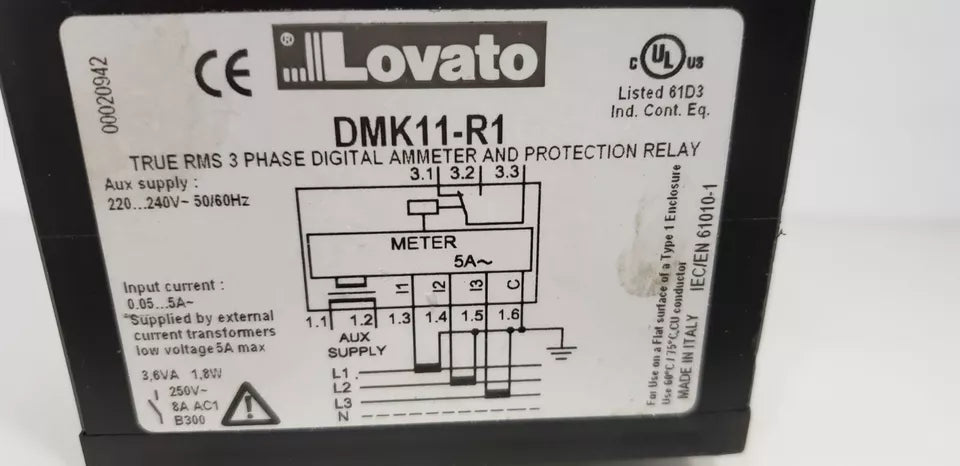 00020942
CE
® Lovato
C UL US
Listed 61D3
Ind. Cont. Eq.
DMK11-R1
TRUE RMS 3 PHASE DIGITAL AMMETER AND PROTECTION RELAY
Aux supply :
220...240V~ 50/60Hz
3.1 3.2 3.3
METER
5A~
I1 I2 I3 C
1.1 1.2 1.3 1.4 1.5 1.6
AUX
SUPPLY
L1
L2
L3
N
Input current :
0.05...5A~
*Supplied by external
current transformers
low voltage 5A max
3,6VA 1,8W
250V~
8A AC1
B300
For Use on a Flat surface of a Type 1 Enclosure
Use 60°C/75°C,CU conductor
MADE IN ITALY IEC/EN 61010-1